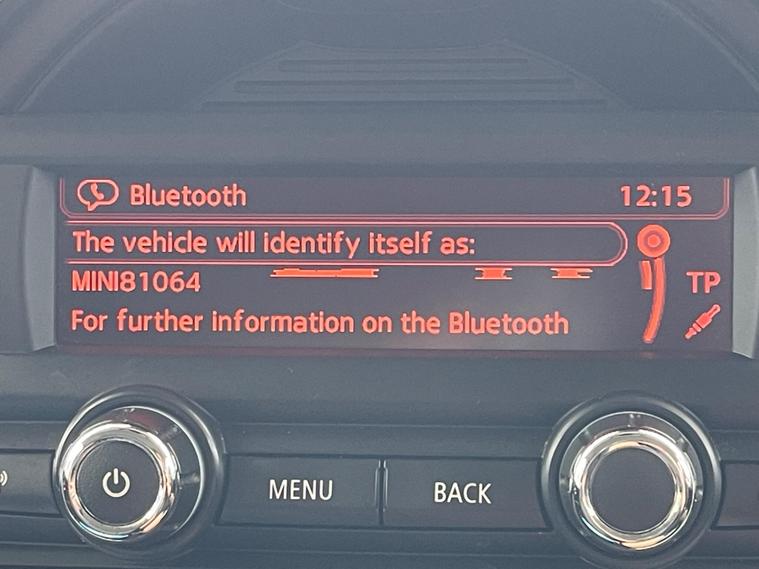 Bluetooth 12:15
The vehicle will identify itself as:
MINI81064
TP
For further information on the Bluetooth
MENU BACK